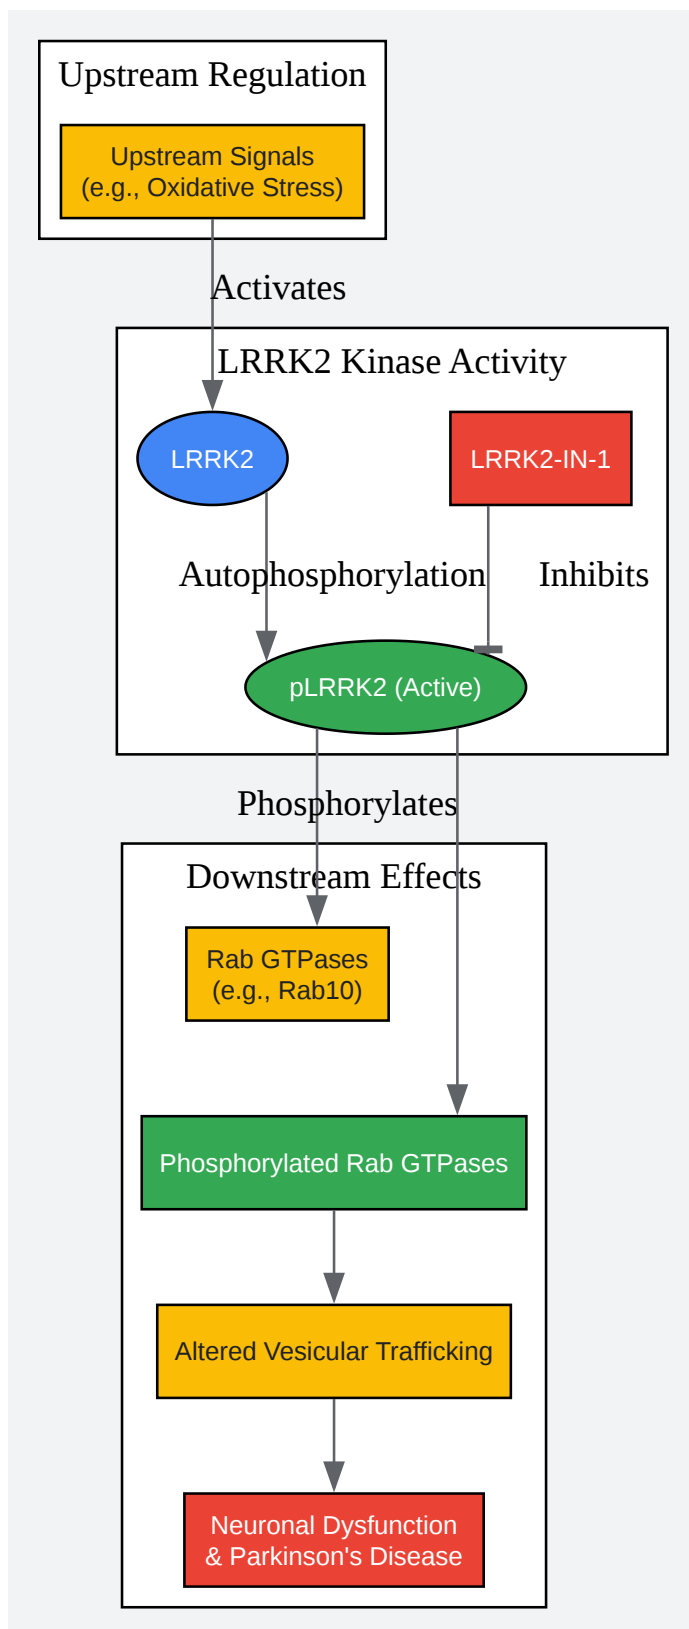 Upstream Regulation
Upstream Signals
(e.g., Oxidative Stress)
Activates
LRRK2 Kinase Activity
LRRK2
LRRK2-IN-1
Autophosphorylation
Inhibits
pLRRK2 (Active)
Phosphorylates
Downstream Effects
Rab GTPases
(e.g., Rab10)
Phosphorylated Rab GTPases
Altered Vesicular Trafficking
Neuronal Dysfunction
& Parkinson's Disease